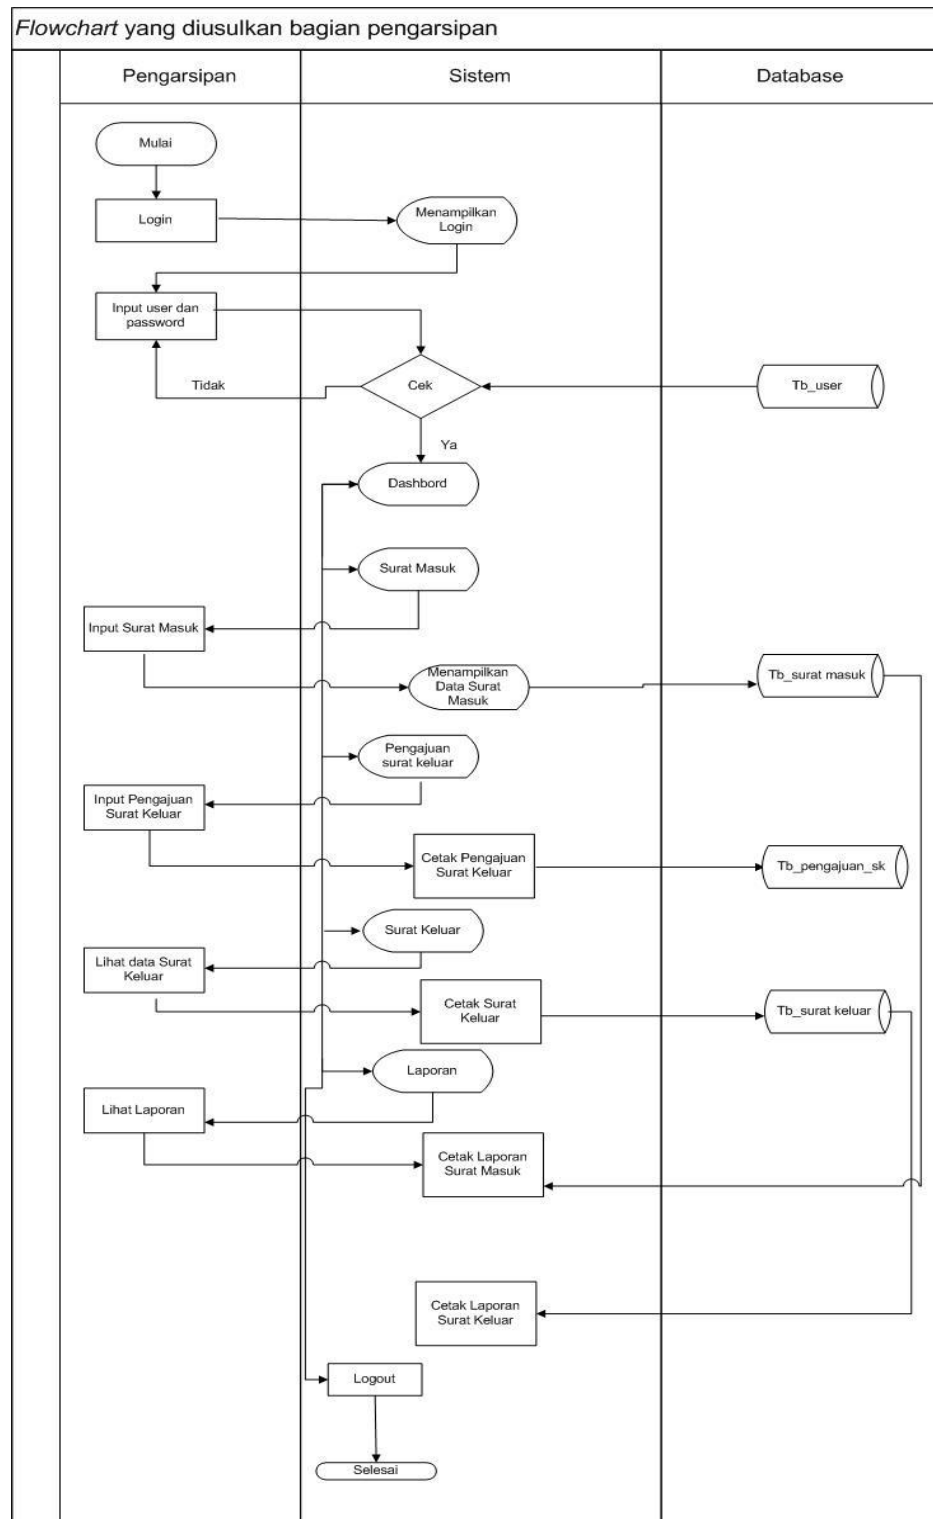 Flowchart yang diusulkan bagian pengarsipan
Pengarsipan
Sistem
Database
Mulai
Login
Menampilkan
Login
Input user dan
password
Tidak
Cek
Tb_user
Ya
Dashbord
Surat Masuk
Input Surat Masuk
Menampilkan
Data Surat
Masuk
Tb_surat masuk
Pengajuan
surat keluar
Input Pengajuan
Surat Keluar
Cetak Pengajuan
Surat Keluar
Tb_pengajuan_sk
Surat Keluar
Lihat data Surat
Keluar
Cetak Surat
Keluar
Tb_surat keluar
Laporan
Lihat Laporan
Cetak Laporan
Surat Masuk
Cetak Laporan
Surat Keluar
Logout
Selesai